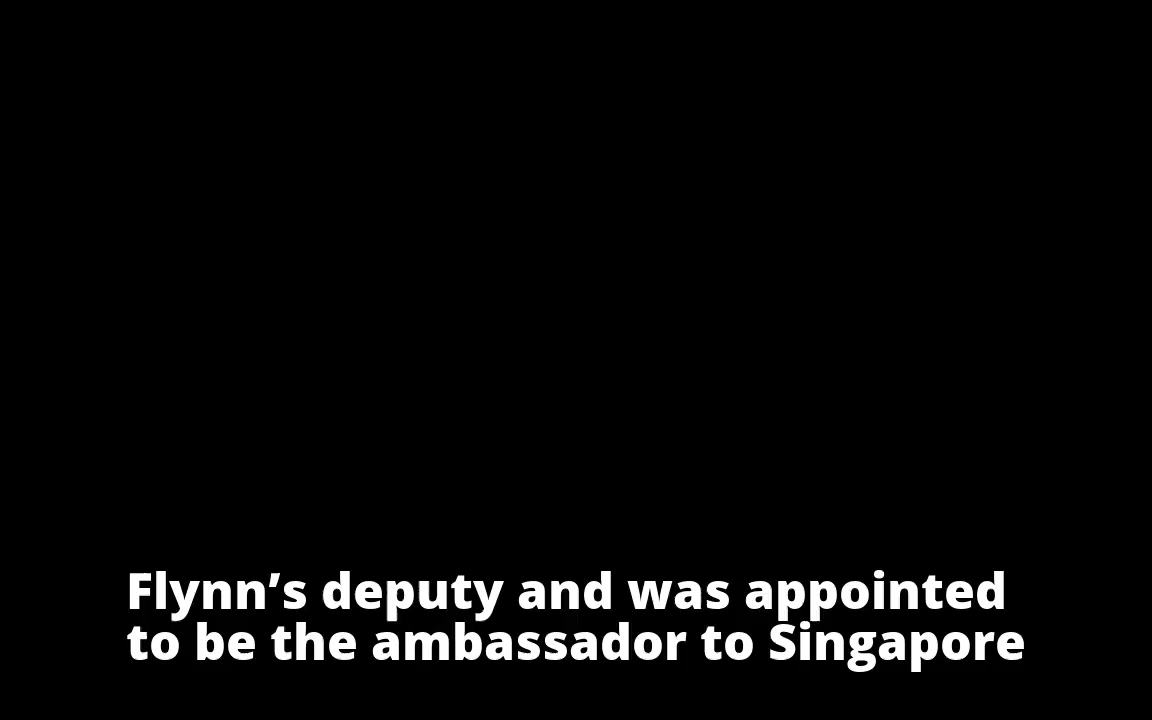 Flynn’s deputy and was appointed
to be the ambassador to Singapore